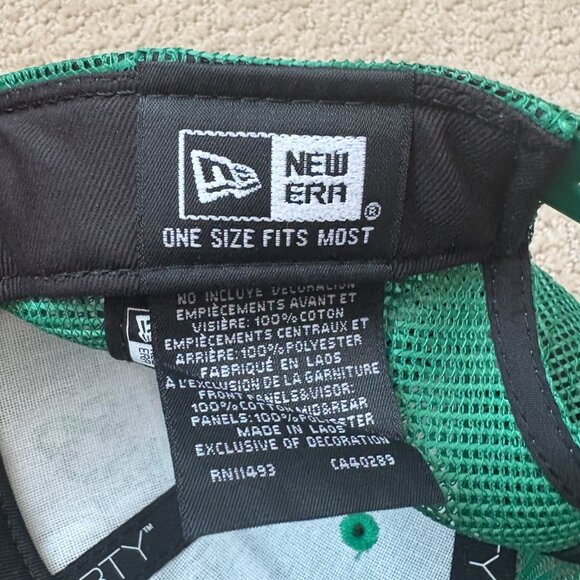 NEW
ERA®
ONE SIZE FITS MOST
NO INCLUYE DECORACIÓN
EMPIÈCEMENTS AVANT ET
VISIÈRE: 100% COTON
EMPIÈCEMENTS CENTRAUX ET
ARRIÈRE: 100% POLYESTER
FABRIQUÉ EN LAOS
À L'EXCLUSION DE LA GARNITURE
FRONT PANELS&VISOR:
100% COTTON MID&REAR
PANELS: 100% POLYESTER
MADE IN LAOS
EXCLUSIVE OF DECORATION
RN11493 CA40289
RTY™